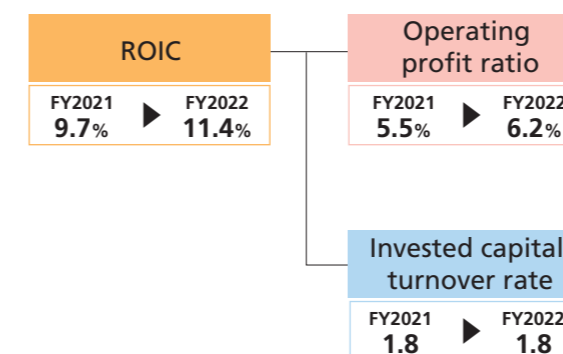 ROIC
FY2021 ▶ FY2022
9.7% 11.4%
Operating
profit ratio
FY2021 ▶ FY2022
5.5% 6.2%
Invested capital
turnover rate
FY2021 ▶ FY2022
1.8 1.8